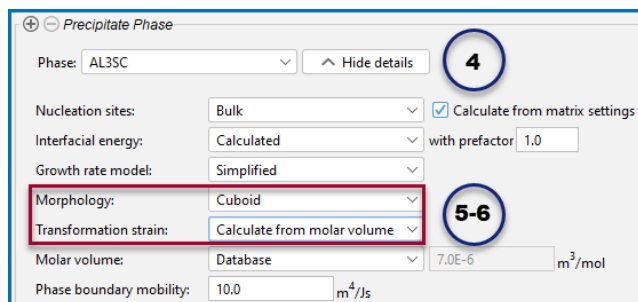 Precipitate Phase
Phase: AL3SC Hide details 4
Nucleation sites: Bulk Calculate from matrix settings
Interfacial energy: Calculated with prefactor 1.0
Growth rate model: Simplified
Morphology: Cuboid 5-6
Transformation strain: Calculate from molar volume
Molar volume: Database 7.0E-6 m³/mol
Phase boundary mobility: 10.0 m⁴/Js